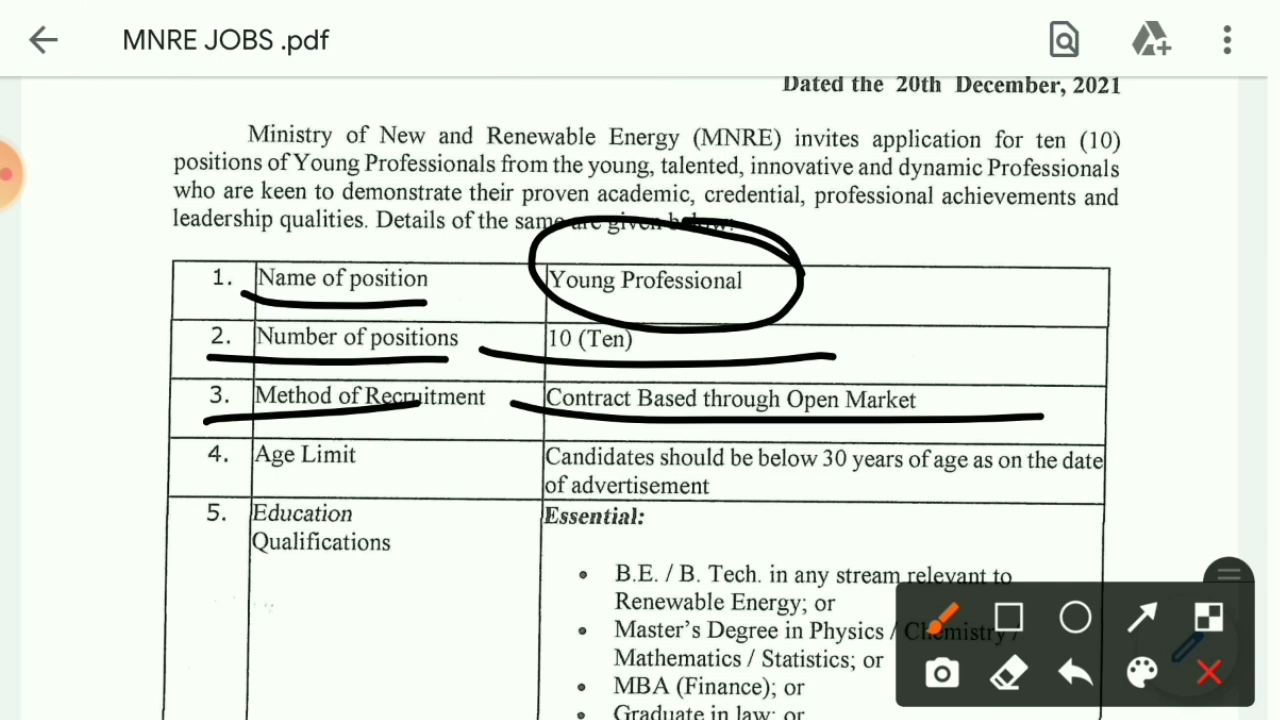 MNRE JOBS .pdf
Dated the 20th December, 2021
Ministry of New and Renewable Energy (MNRE) invites application for ten (10)
positions of Young Professionals from the young, talented, innovative and dynamic Professionals
who are keen to demonstrate their proven academic, credential, professional achievements and
leadership qualities. Details of the same are given below:
1. Name of position Young Professional
2. Number of positions 10 (Ten)
3. Method of Recruitment Contract Based through Open Market
4. Age Limit Candidates should be below 30 years of age as on the date
of advertisement
5. Education Essential:
Qualifications
• B.E. / B. Tech. in any stream relevant to
Renewable Energy; or
• Master's Degree in Physics / Chemistry /
Mathematics / Statistics; or
• MBA (Finance); or
• Graduate in law; or